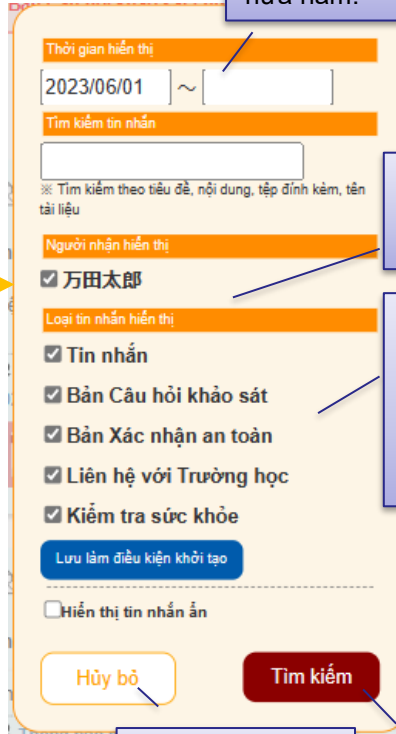 nửa năm.
Thời gian hiển thị
2023/06/01 ～
Tìm kiếm tin nhắn
※ Tìm kiếm theo tiêu đề, nội dung, tệp đính kèm, tên
tài liệu
Người nhận hiển thị
万田太郎
Loại tin nhắn hiển thị
Tin nhắn
Bản Câu hỏi khảo sát
Bản Xác nhận an toàn
Liên hệ với Trường học
Kiểm tra sức khỏe
Lưu làm điều kiện khởi tạo
Hiển thị tin nhắn ẩn
Hủy bỏ
Tìm kiếm